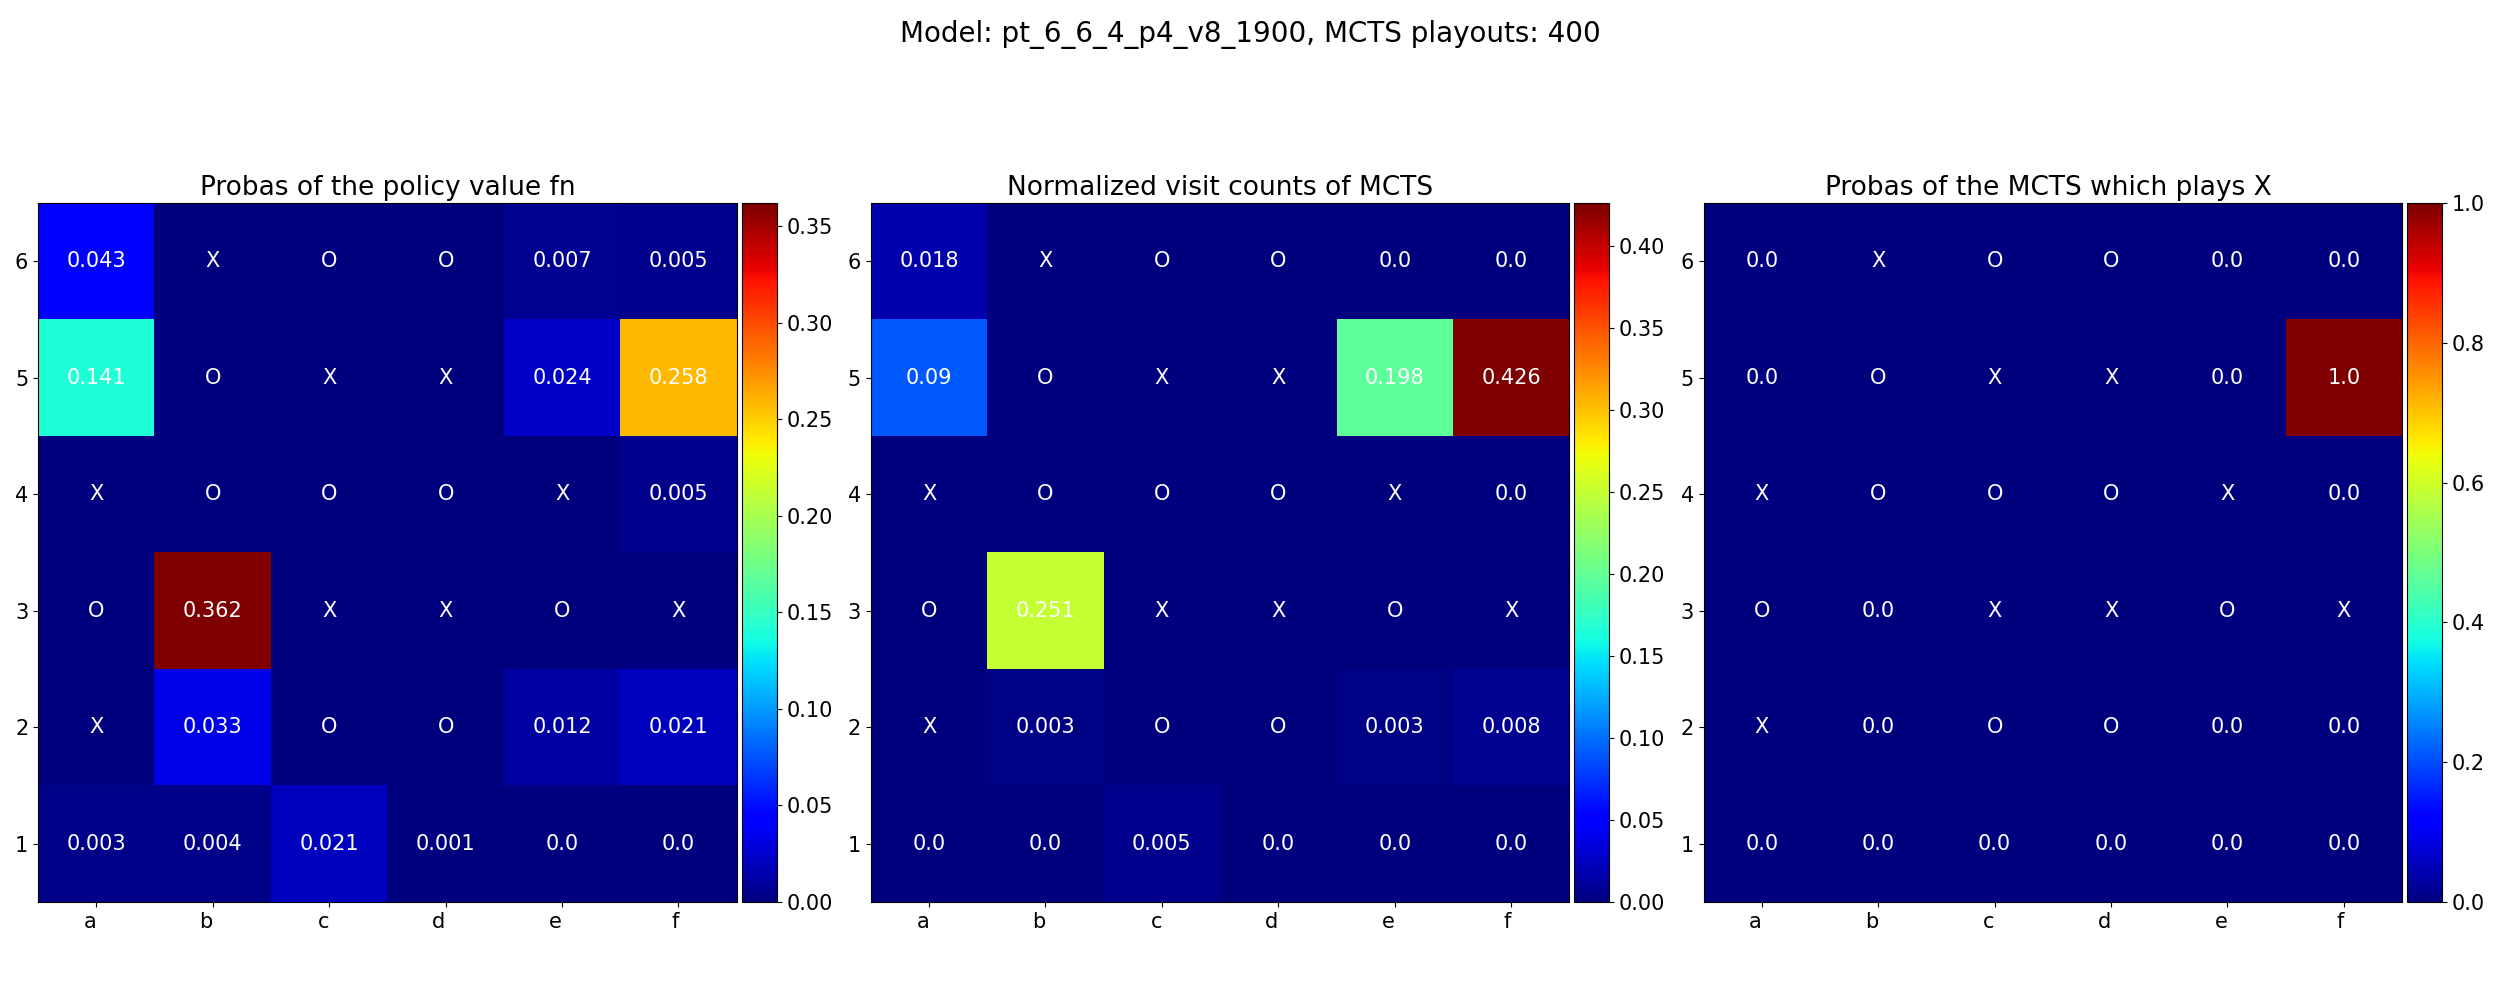 Model: pt_6_6_4_p4_v8_1900, MCTS playouts: 400
Probas of the policy value fn
6 0.043 X O O 0.007 0.005
5 0.141 O X X 0.024 0.258
4 X O O O X 0.005
3 O 0.362 X X O X
2 X 0.033 O O 0.012 0.021
1 0.003 0.004 0.021 0.001 0.0 0.0
a b c d e f
0.35
0.30
0.25
0.20
0.15
0.10
0.05
0.00
Normalized visit counts of MCTS
6 0.018 X O O 0.0 0.0
5 0.09 O X X 0.198 0.426
4 X O O O X 0.0
3 O 0.251 X X O X
2 X 0.003 O O 0.003 0.008
1 0.0 0.0 0.005 0.0 0.0 0.0
a b c d e f
0.40
0.35
0.30
0.25
0.20
0.15
0.10
0.05
0.00
Probas of the MCTS which plays X
6 0.0 X O O 0.0 0.0
5 0.0 O X X 0.0 1.0
4 X O O O X 0.0
3 O 0.0 X X O X
2 X 0.0 O O 0.0 0.0
1 0.0 0.0 0.0 0.0 0.0 0.0
a b c d e f
1.0
0.8
0.6
0.4
0.2
0.0